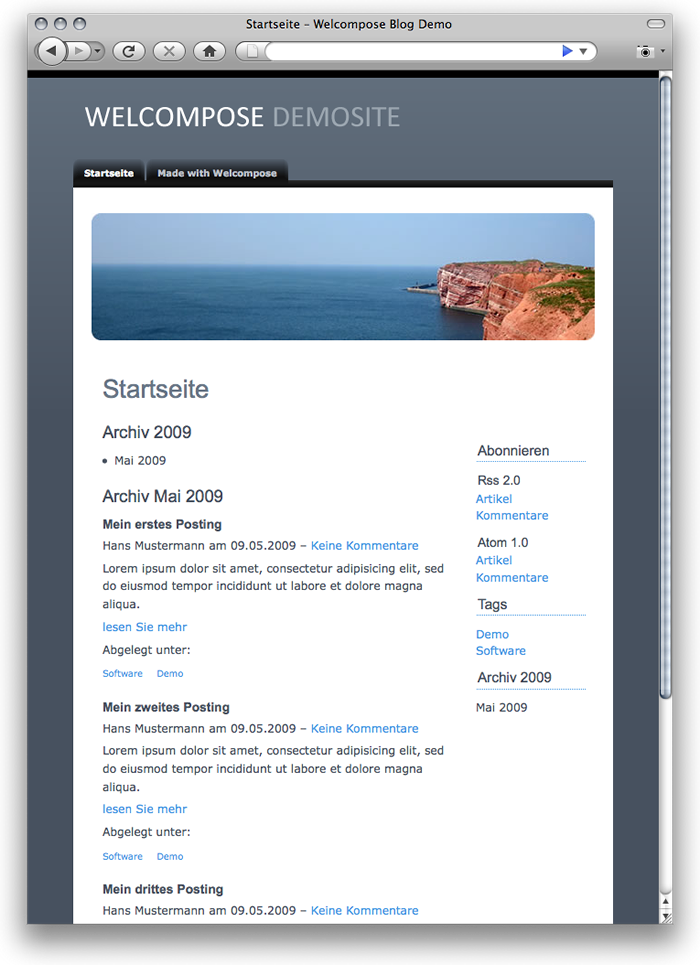 Startseite – Welcompose Blog Demo
WELCOMPOSE DEMOSITE
Startseite
Made with Welcompose
Startseite
Archiv 2009
Mai 2009
Archiv Mai 2009
Mein erstes Posting
Hans Mustermann am 09.05.2009 – Keine Kommentare
Lorem ipsum dolor sit amet, consectetur adipisicing elit, sed
do eiusmod tempor incididunt ut labore et dolore magna
aliqua.
lesen Sie mehr
Abgelegt unter:
Software Demo
Mein zweites Posting
Hans Mustermann am 09.05.2009 – Keine Kommentare
Lorem ipsum dolor sit amet, consectetur adipisicing elit, sed
do eiusmod tempor incididunt ut labore et dolore magna
aliqua.
lesen Sie mehr
Abgelegt unter:
Software Demo
Mein drittes Posting
Hans Mustermann am 09.05.2009 – Keine Kommentare
Abonnieren
Rss 2.0
Artikel
Kommentare
Atom 1.0
Artikel
Kommentare
Tags
Demo
Software
Archiv 2009
Mai 2009